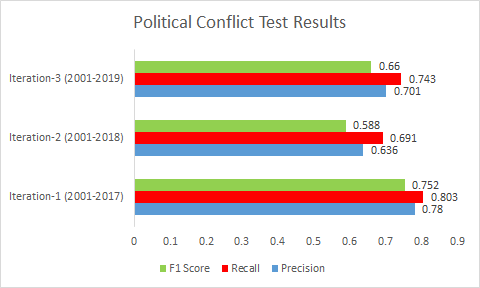 Political Conflict Test Results
Iteration-3 (2001-2019)
0.66
0.743
0.701
Iteration-2 (2001-2018)
0.588
0.691
0.636
Iteration-1 (2001-2017)
0.752
0.803
0.78
0 0.1 0.2 0.3 0.4 0.5 0.6 0.7 0.8 0.9
F1 Score Recall Precision